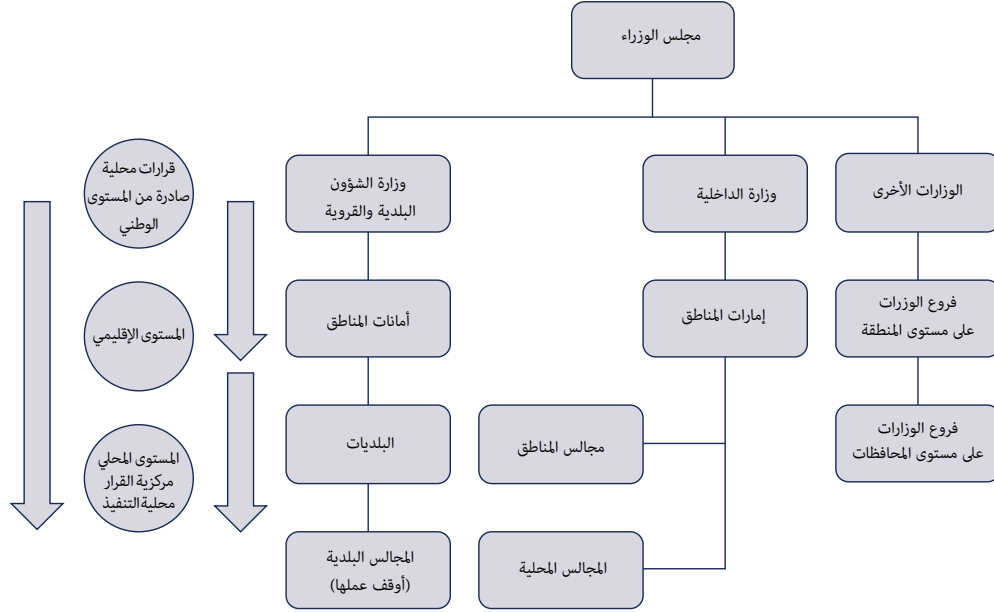 مجلس الوزراء
الوزارات الأخرى
وزارة الداخلية
وزارة الشؤون
البلدية والقروية
قرارات محلية
صادرة من المستوى
الوطني
فروع الوزرات
على مستوى المنطقة
إمارات المناطق
أمانات المناطق
المستوى الإقليمي
فروع الوزارات
على مستوى المحافظات
مجالس المناطق
البلديات
المستوى المحلي
مركزية القرار
محلية التنفيذ
المجالس المحلية
المجالس البلدية
(أوقف عملها)